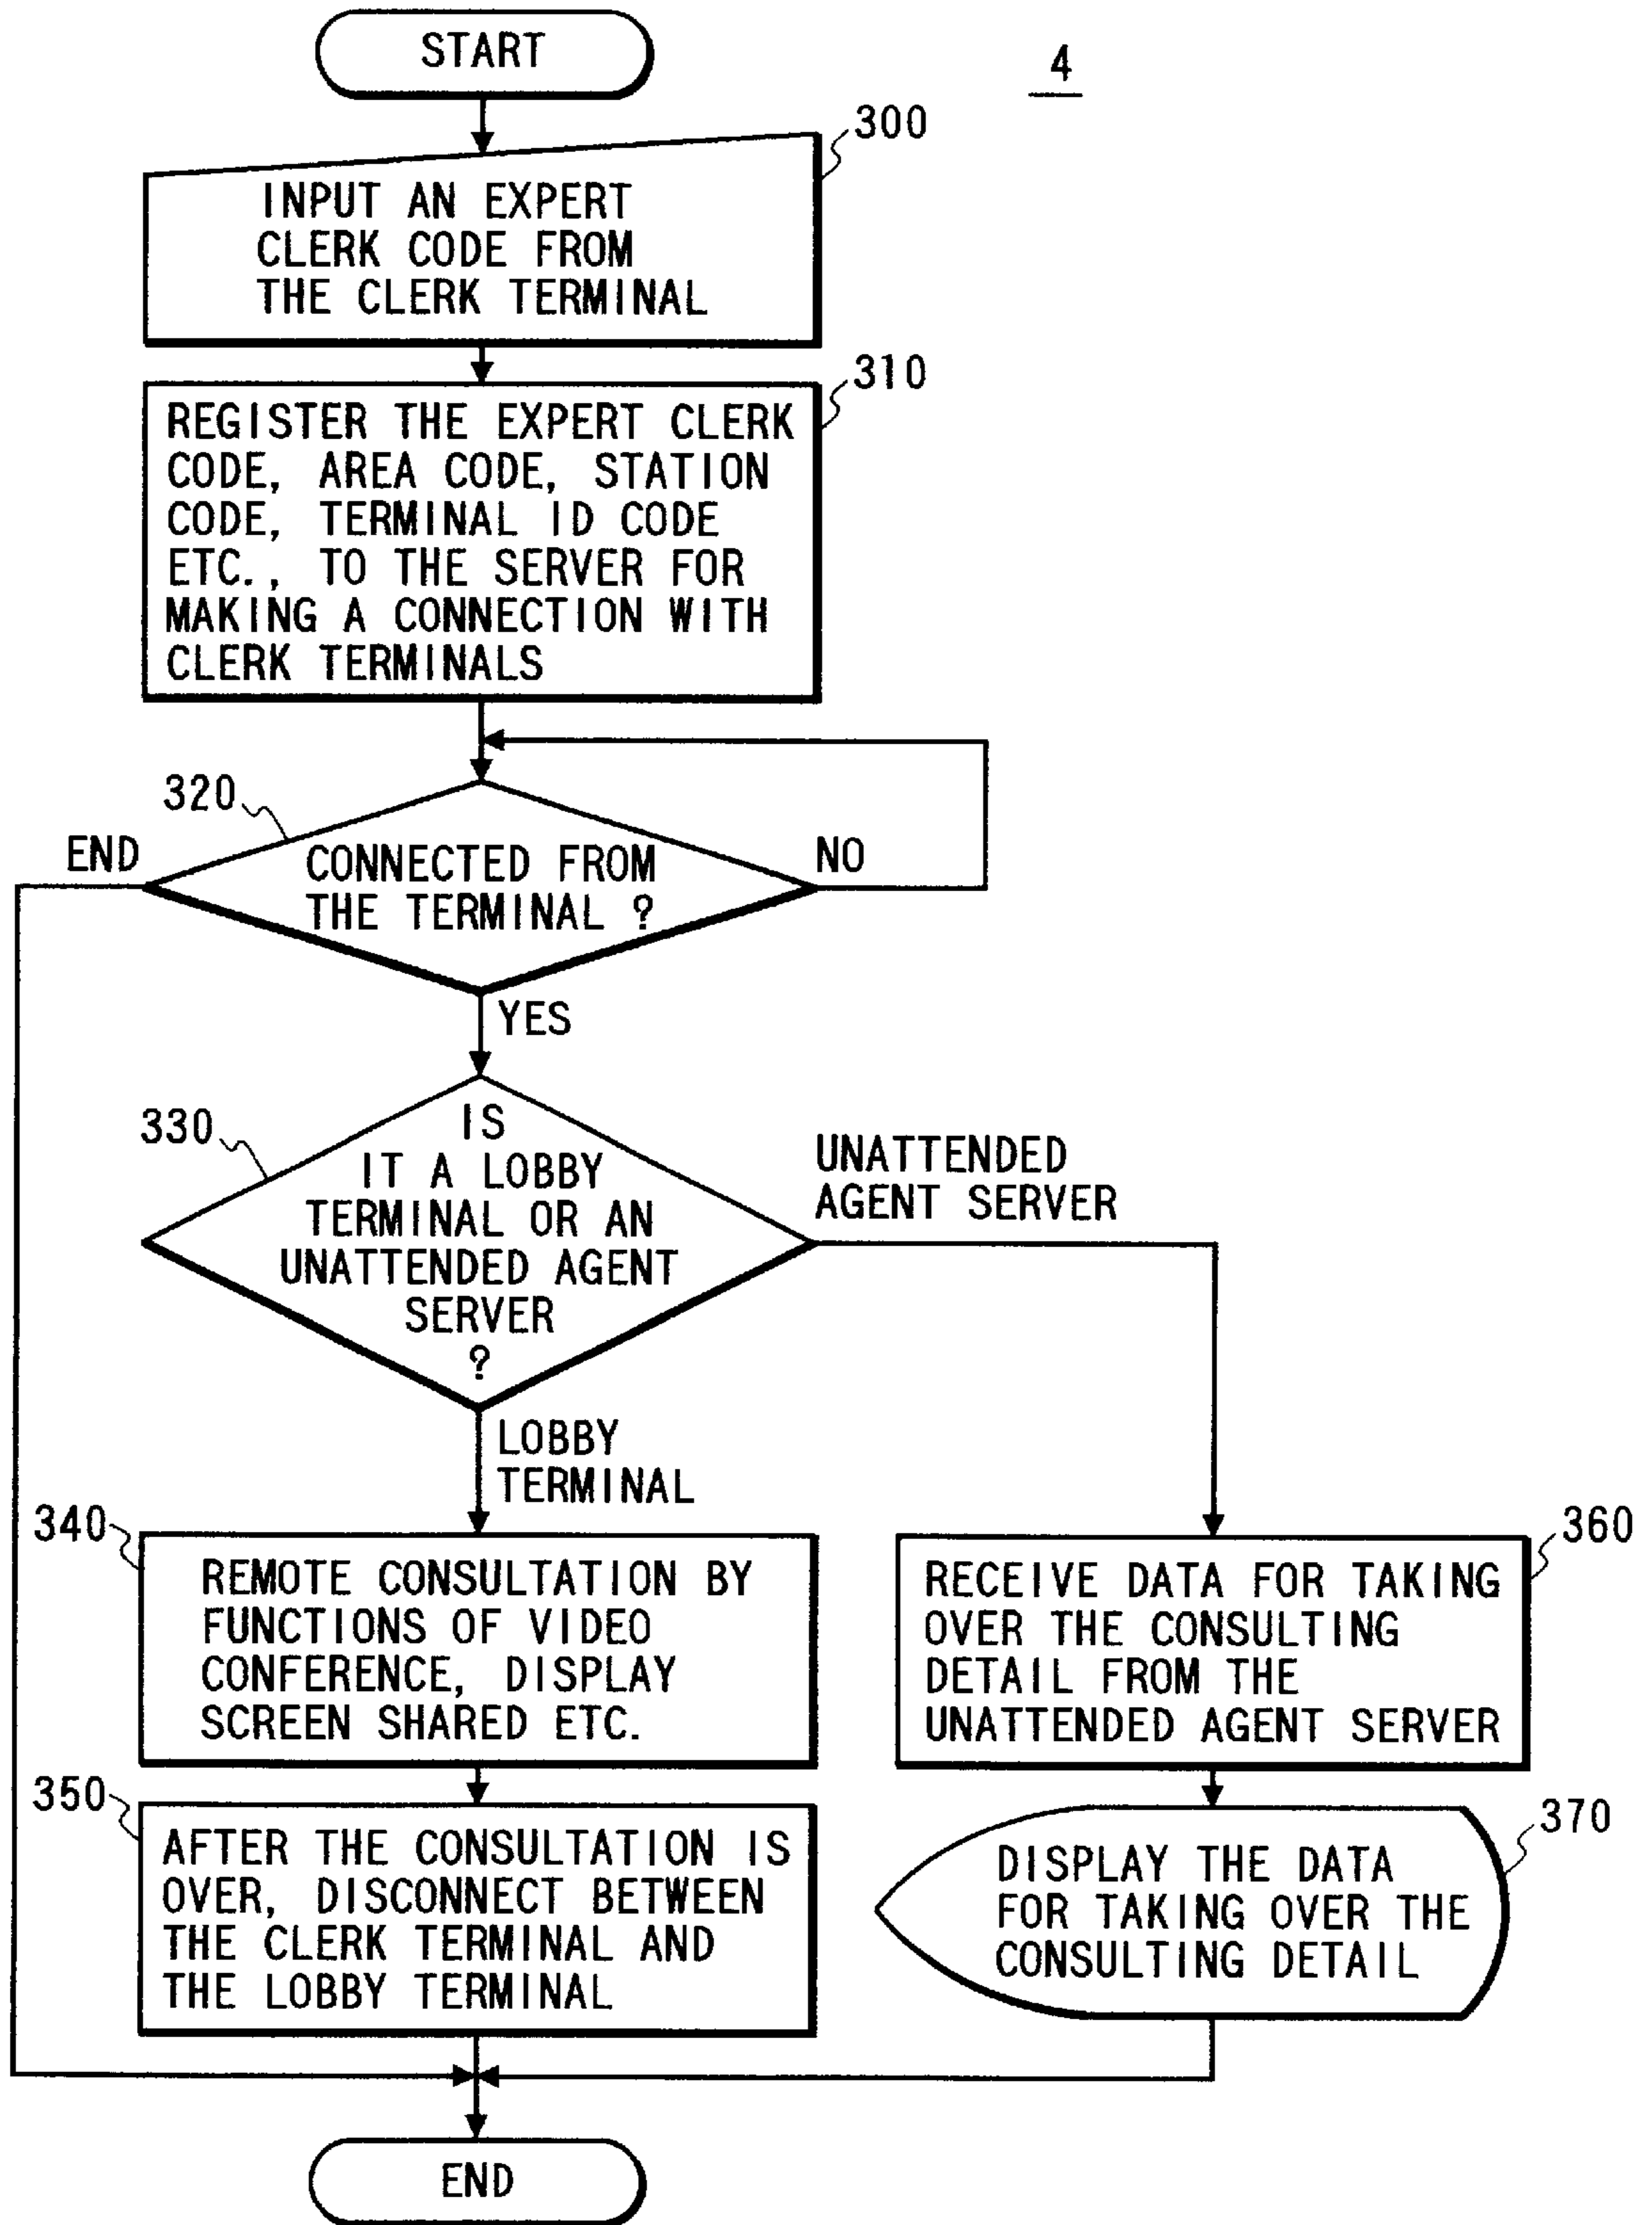 START
4
300
INPUT AN EXPERT
CLERK CODE FROM
THE CLERK TERMINAL
310
REGISTER THE EXPERT CLERK
CODE, AREA CODE, STATION
CODE, TERMINAL ID CODE
ETC., TO THE SERVER FOR
MAKING A CONNECTION WITH
CLERK TERMINALS
320
END
CONNECTED FROM
THE TERMINAL ?
NO
YES
330
IS
IT A LOBBY
TERMINAL OR AN
UNATTENDED AGENT
SERVER
?
UNATTENDED
AGENT SERVER
LOBBY
TERMINAL
340
REMOTE CONSULTATION BY
FUNCTIONS OF VIDEO
CONFERENCE, DISPLAY
SCREEN SHARED ETC.
360
RECEIVE DATA FOR TAKING
OVER THE CONSULTING
DETAIL FROM THE
UNATTENDED AGENT SERVER
350
AFTER THE CONSULTATION IS
OVER, DISCONNECT BETWEEN
THE CLERK TERMINAL AND
THE LOBBY TERMINAL
370
DISPLAY THE DATA
FOR TAKING OVER THE
CONSULTING DETAIL
END